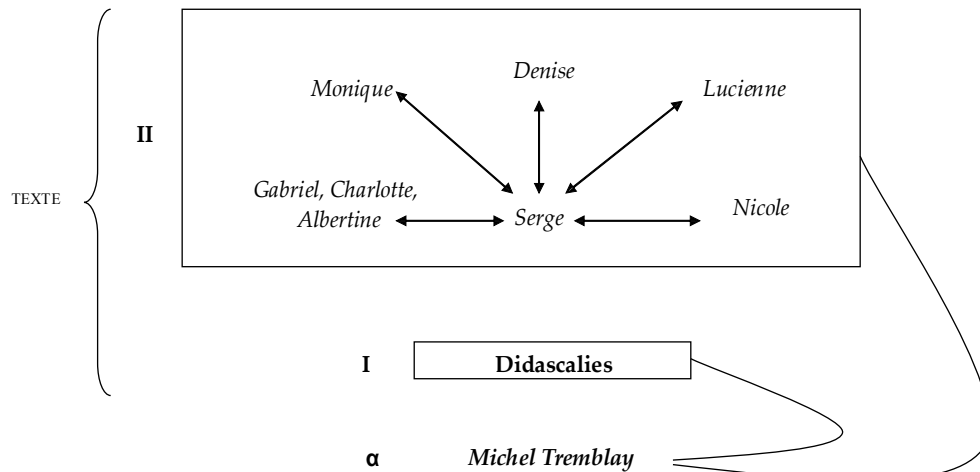 Denise
Monique
Lucienne
II
TEXTE
Gabriel, Charlotte,
Albertine
Serge
Nicole
I
Didascalies
α
Michel Tremblay